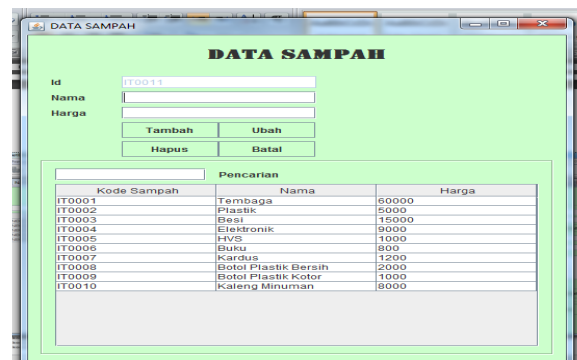 DATA SAMPAH
DATA SAMPAH
Id IT0011
Nama
Harga
Tambah Ubah
Hapus Batal
Pencarian
Kode Sampah Nama Harga
IT0001 Tembaga 60000
IT0002 Plastik 5000
IT0003 Besi 15000
IT0004 Elektronik 9000
IT0005 HVS 1000
IT0006 Buku 800
IT0007 Kardus 1200
IT0008 Botol Plastik Bersih 2000
IT0009 Botol Plastik Kotor 1000
IT0010 Kaleng Minuman 8000